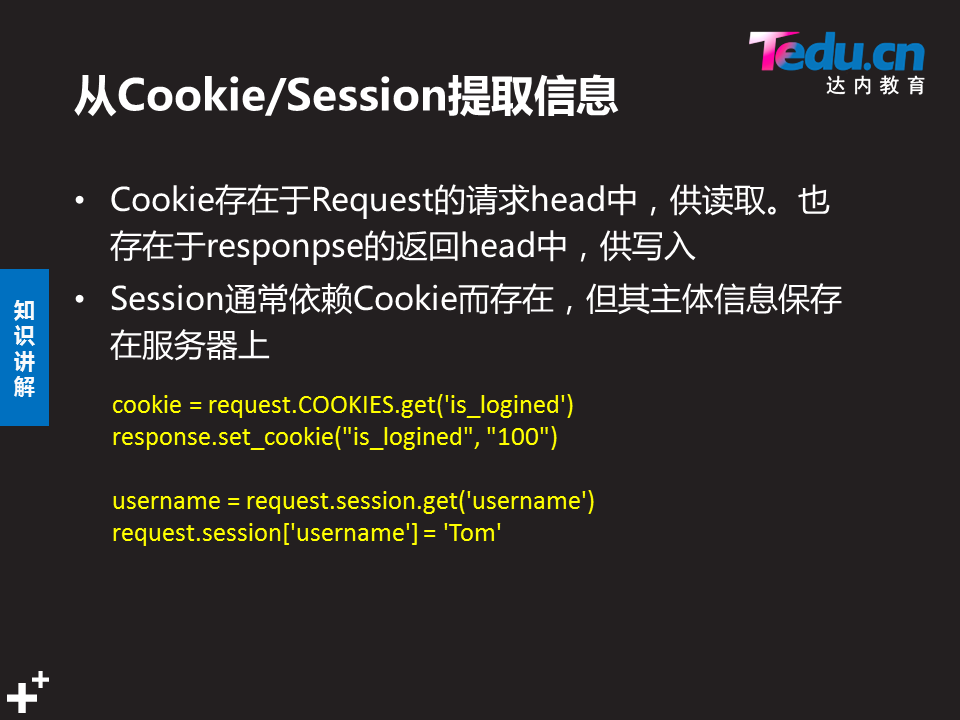 Tedu.cn
达内教育
从Cookie/Session提取信息
• Cookie存在于Request的请求head中，供读取。也
存在于responpse的返回head中，供写入
• Session通常依赖Cookie而存在，但其主体信息保存
在服务器上
知
识
讲
解
cookie = request.COOKIES.get('is_logined')
response.set_cookie("is_logined", "100")
username = request.session.get('username')
request.session['username'] = 'Tom'